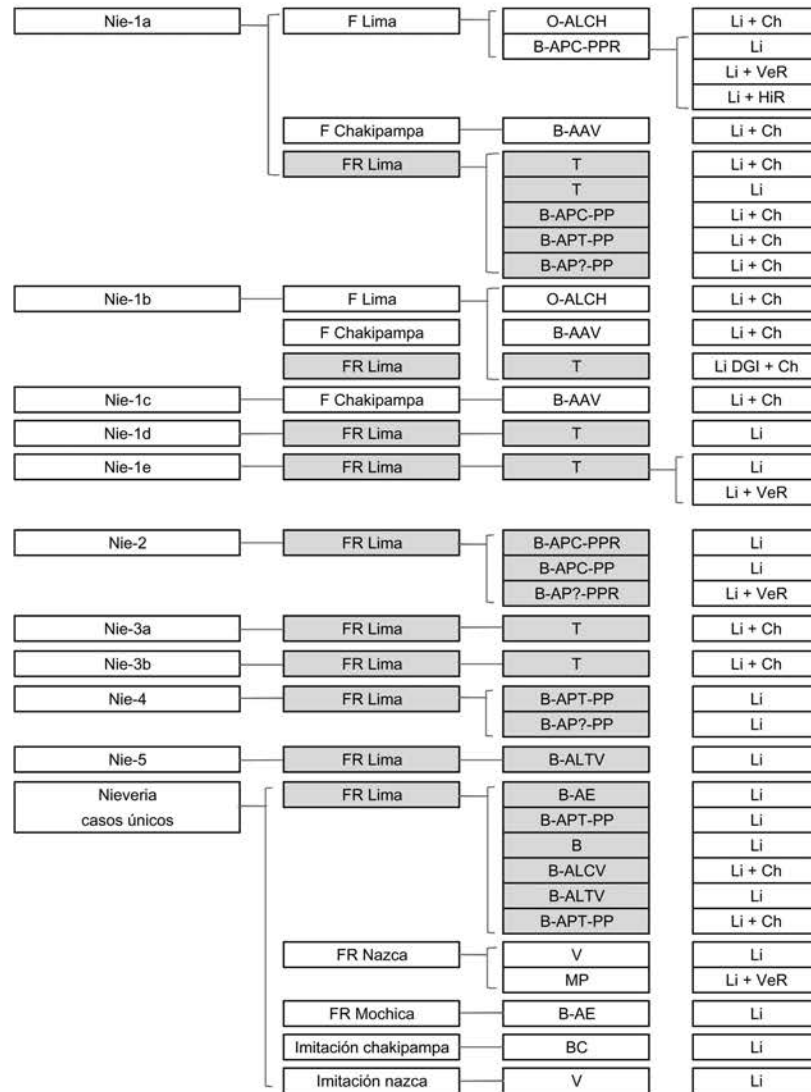 Nie-1a F Lima O-ALCH Li + Ch
B-APC-PPR Li
Li + VeR
Li + HiR
F Chakipampa B-AAV Li + Ch
FR Lima T Li + Ch
T Li
B-APC-PP Li + Ch
B-APT-PP Li + Ch
B-AP?-PP Li + Ch
Nie-1b F Lima O-ALCH Li + Ch
F Chakipampa B-AAV Li + Ch
FR Lima T Li DGI + Ch
Nie-1c F Chakipampa B-AAV Li + Ch
Nie-1d FR Lima T Li
Nie-1e FR Lima T Li
Li + VeR
Nie-2 FR Lima B-APC-PPR Li
B-APC-PP Li
B-AP?-PPR Li + VeR
Nie-3a FR Lima T Li + Ch
Nie-3b FR Lima T Li + Ch
Nie-4 FR Lima B-APT-PP Li
B-AP?-PP Li
Nie-5 FR Lima B-ALTV Li
Nieveria FR Lima B-AE Li
casos únicos B-APT-PP Li
B Li
B-ALCV Li + Ch
B-ALTV Li
B-APT-PP Li + Ch
FR Nazca V Li
MP Li + VeR
FR Mochica B-AE Li
Imitación chakipampa BC Li
Imitación nazca V Li